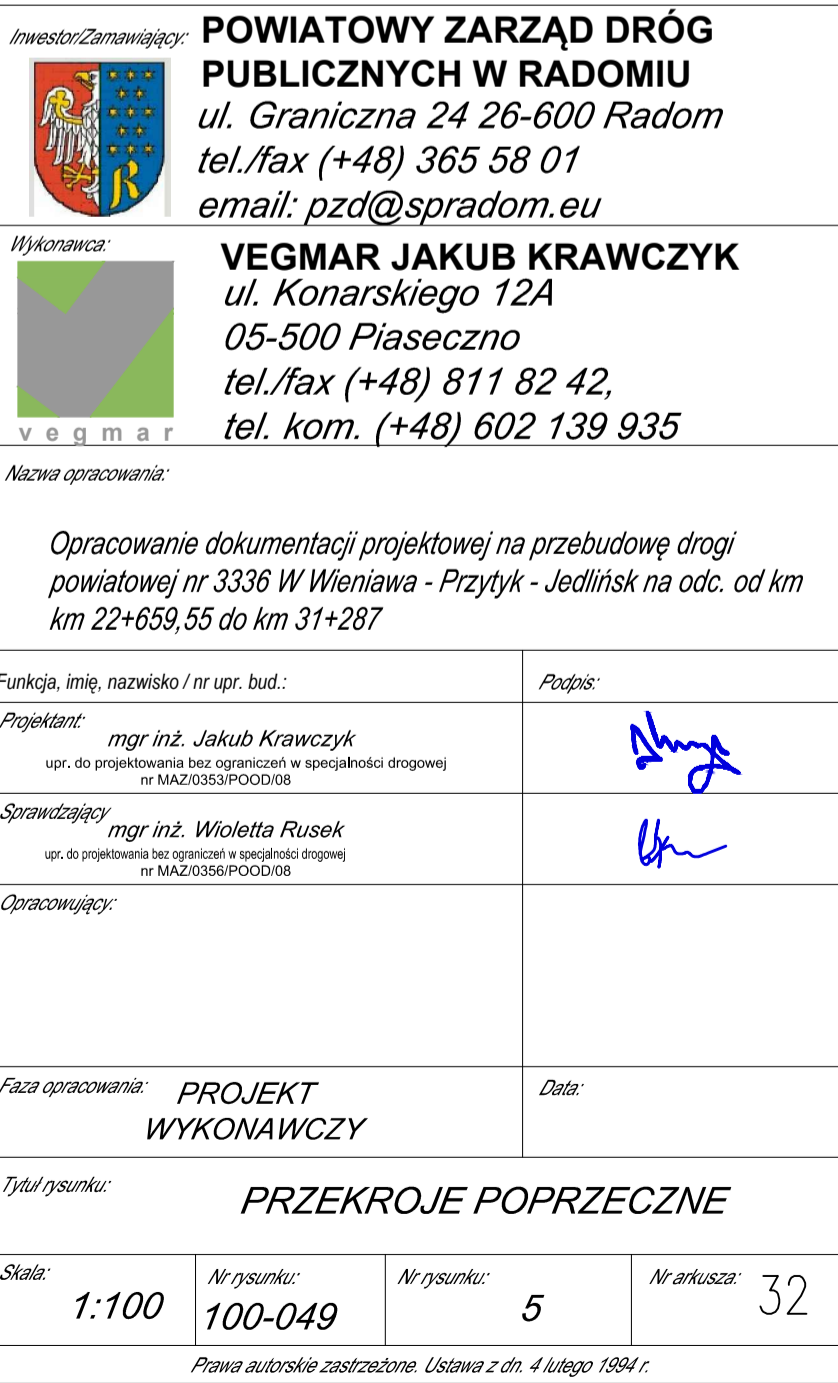 Inwestor/Zamawiający: POWIATOWY ZARZĄD DRÓG
PUBLICZNYCH W RADOMIU
ul. Graniczna 24 26-600 Radom
tel./fax (+48) 365 58 01
email: pzd@spradom.eu
R
Wykonawca:
VEGMAR JAKUB KRAWCZYK
ul. Konarskiego 12A
05-500 Piaseczno
tel./fax (+48) 811 82 42,
tel. kom. (+48) 602 139 935
vegmar
Nazwa opracowania:
Opracowanie dokumentacji projektowej na przebudowę drogi
powiatowej nr 3336 W Wieniawa - Przytyk - Jedlińsk na odc. od km
km 22+659,55 do km 31+287
Funkcja, imię, nazwisko / nr upr. bud.: Podpis:
Projektant:
mgr inż. Jakub Krawczyk
upr. do projektowania bez ograniczeń w specjalności drogowej
nr MAZ/0353/POOD/08
Sprawdzający
mgr inż. Wioletta Rusek
upr. do projektowania bez ograniczeń w specjalności drogowej
nr MAZ/0356/POOD/08
Opracowujący:
Faza opracowania: PROJEKT
WYKONAWCZY
Data:
Tytuł rysunku: PRZEKROJE POPRZECZNE
Skala: 1:100
Nr rysunku: 100-049
Nr rysunku: 5
Nr arkusza: 32
Prawa autorskie zastrzeżone. Ustawa z dn. 4 lutego 1994 r.